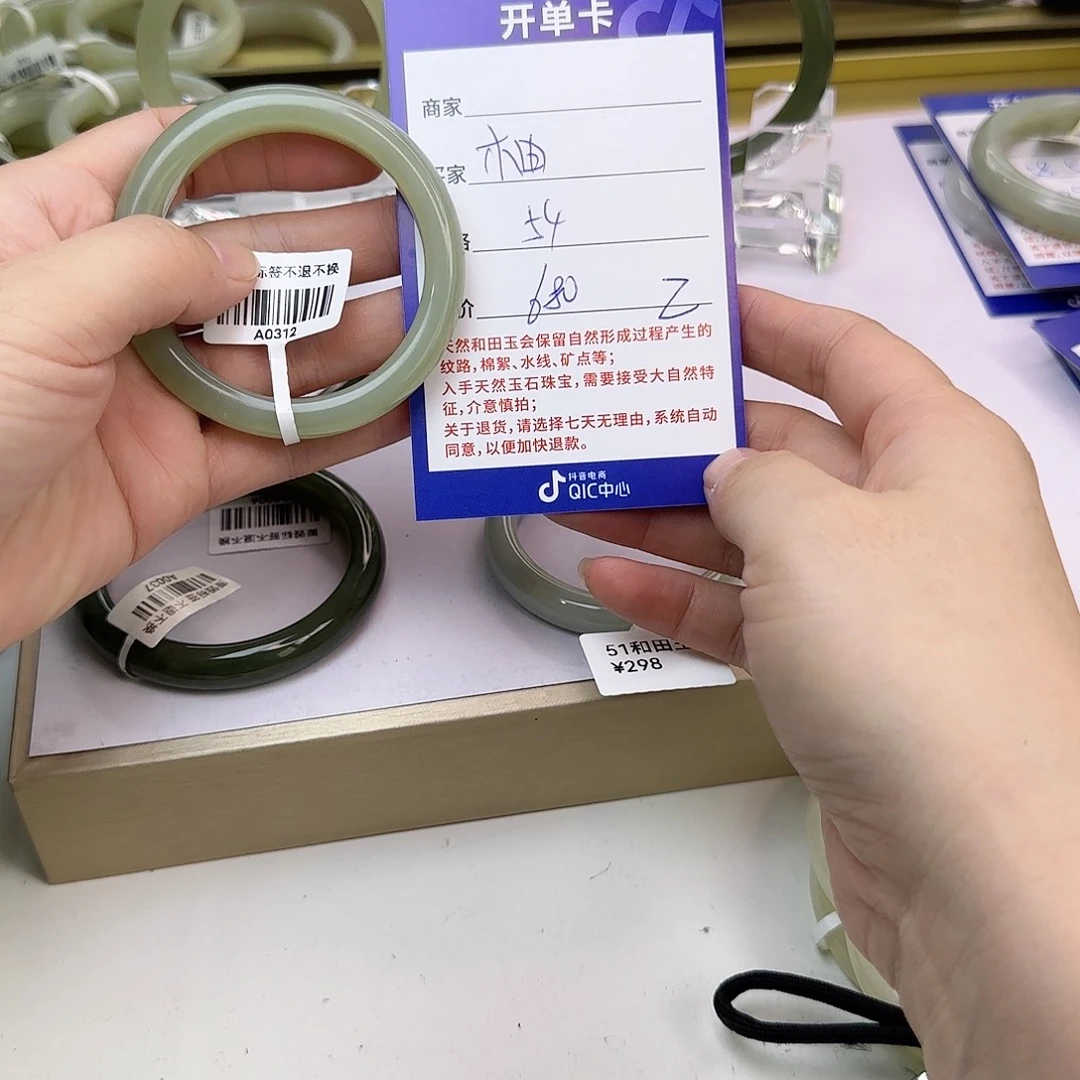 开单卡
商家
买家 柚
54
价 680 乙
天然和田玉会保留自然形成过程产生的
纹路,棉絮、水线、矿点等;
入手天然玉石珠宝,需要接受大自然特
征,介意慎拍;
关于退货,请选择七天无理由,系统自动
同意,以便加快退款。
抖音电商
QIC中心
标签不退不换
A0312
A0037
51和田玉
¥298